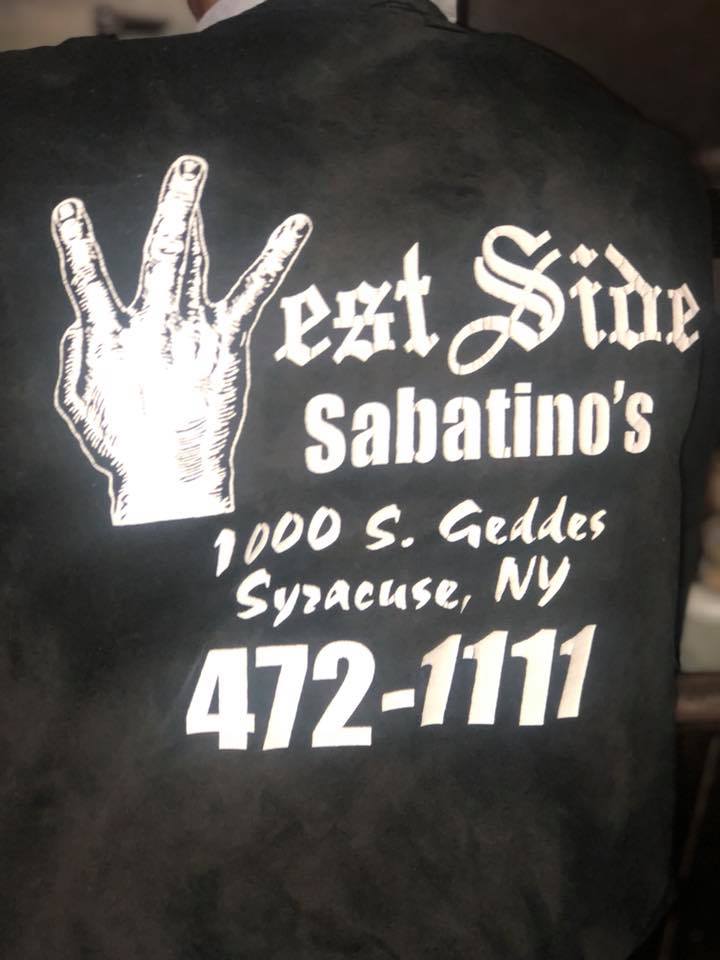 est Side
Sabatino's
1000 S. Geddes
Syracuse, NY
472-1111